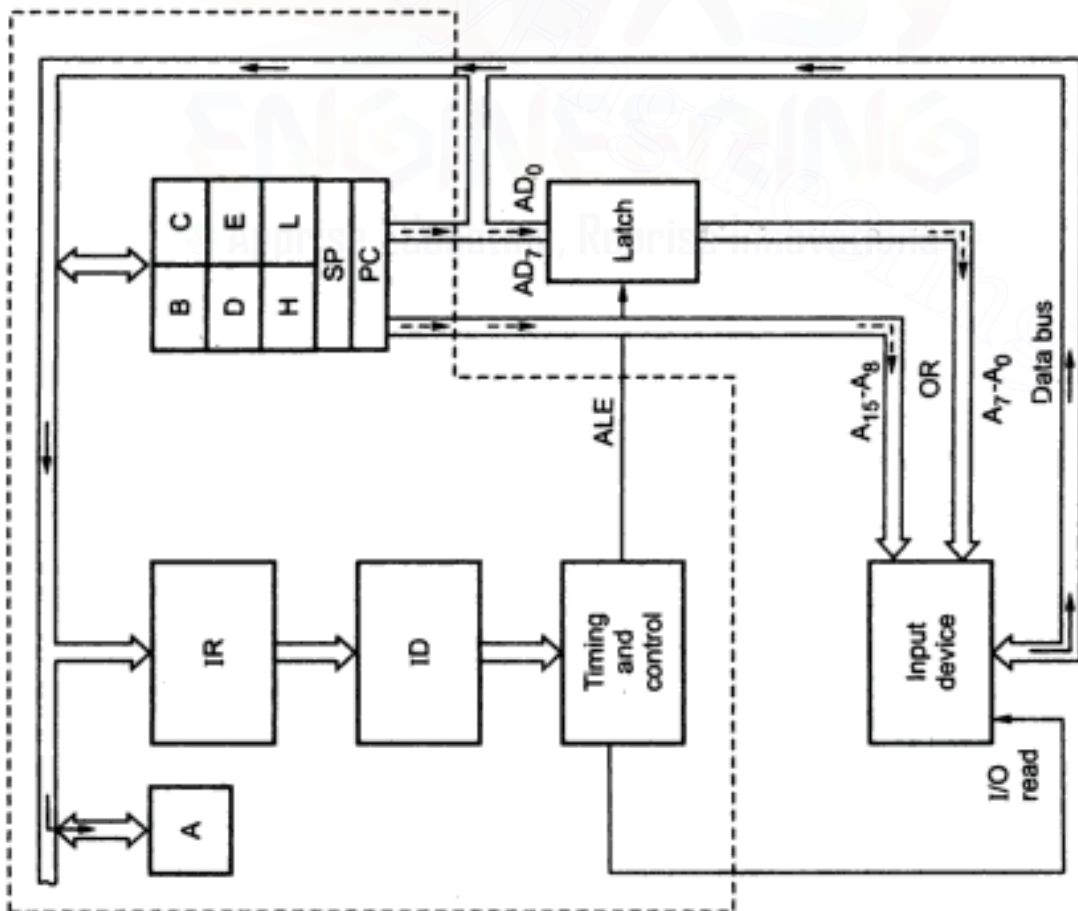 A
IR
B C
D E
H L
SP
PC
ID
Timing
and
control
ALE
AD7 AD0
Latch
I/O
read
Input
device
A15-A8
OR
A7-A0
Data bus
ENGINEERING